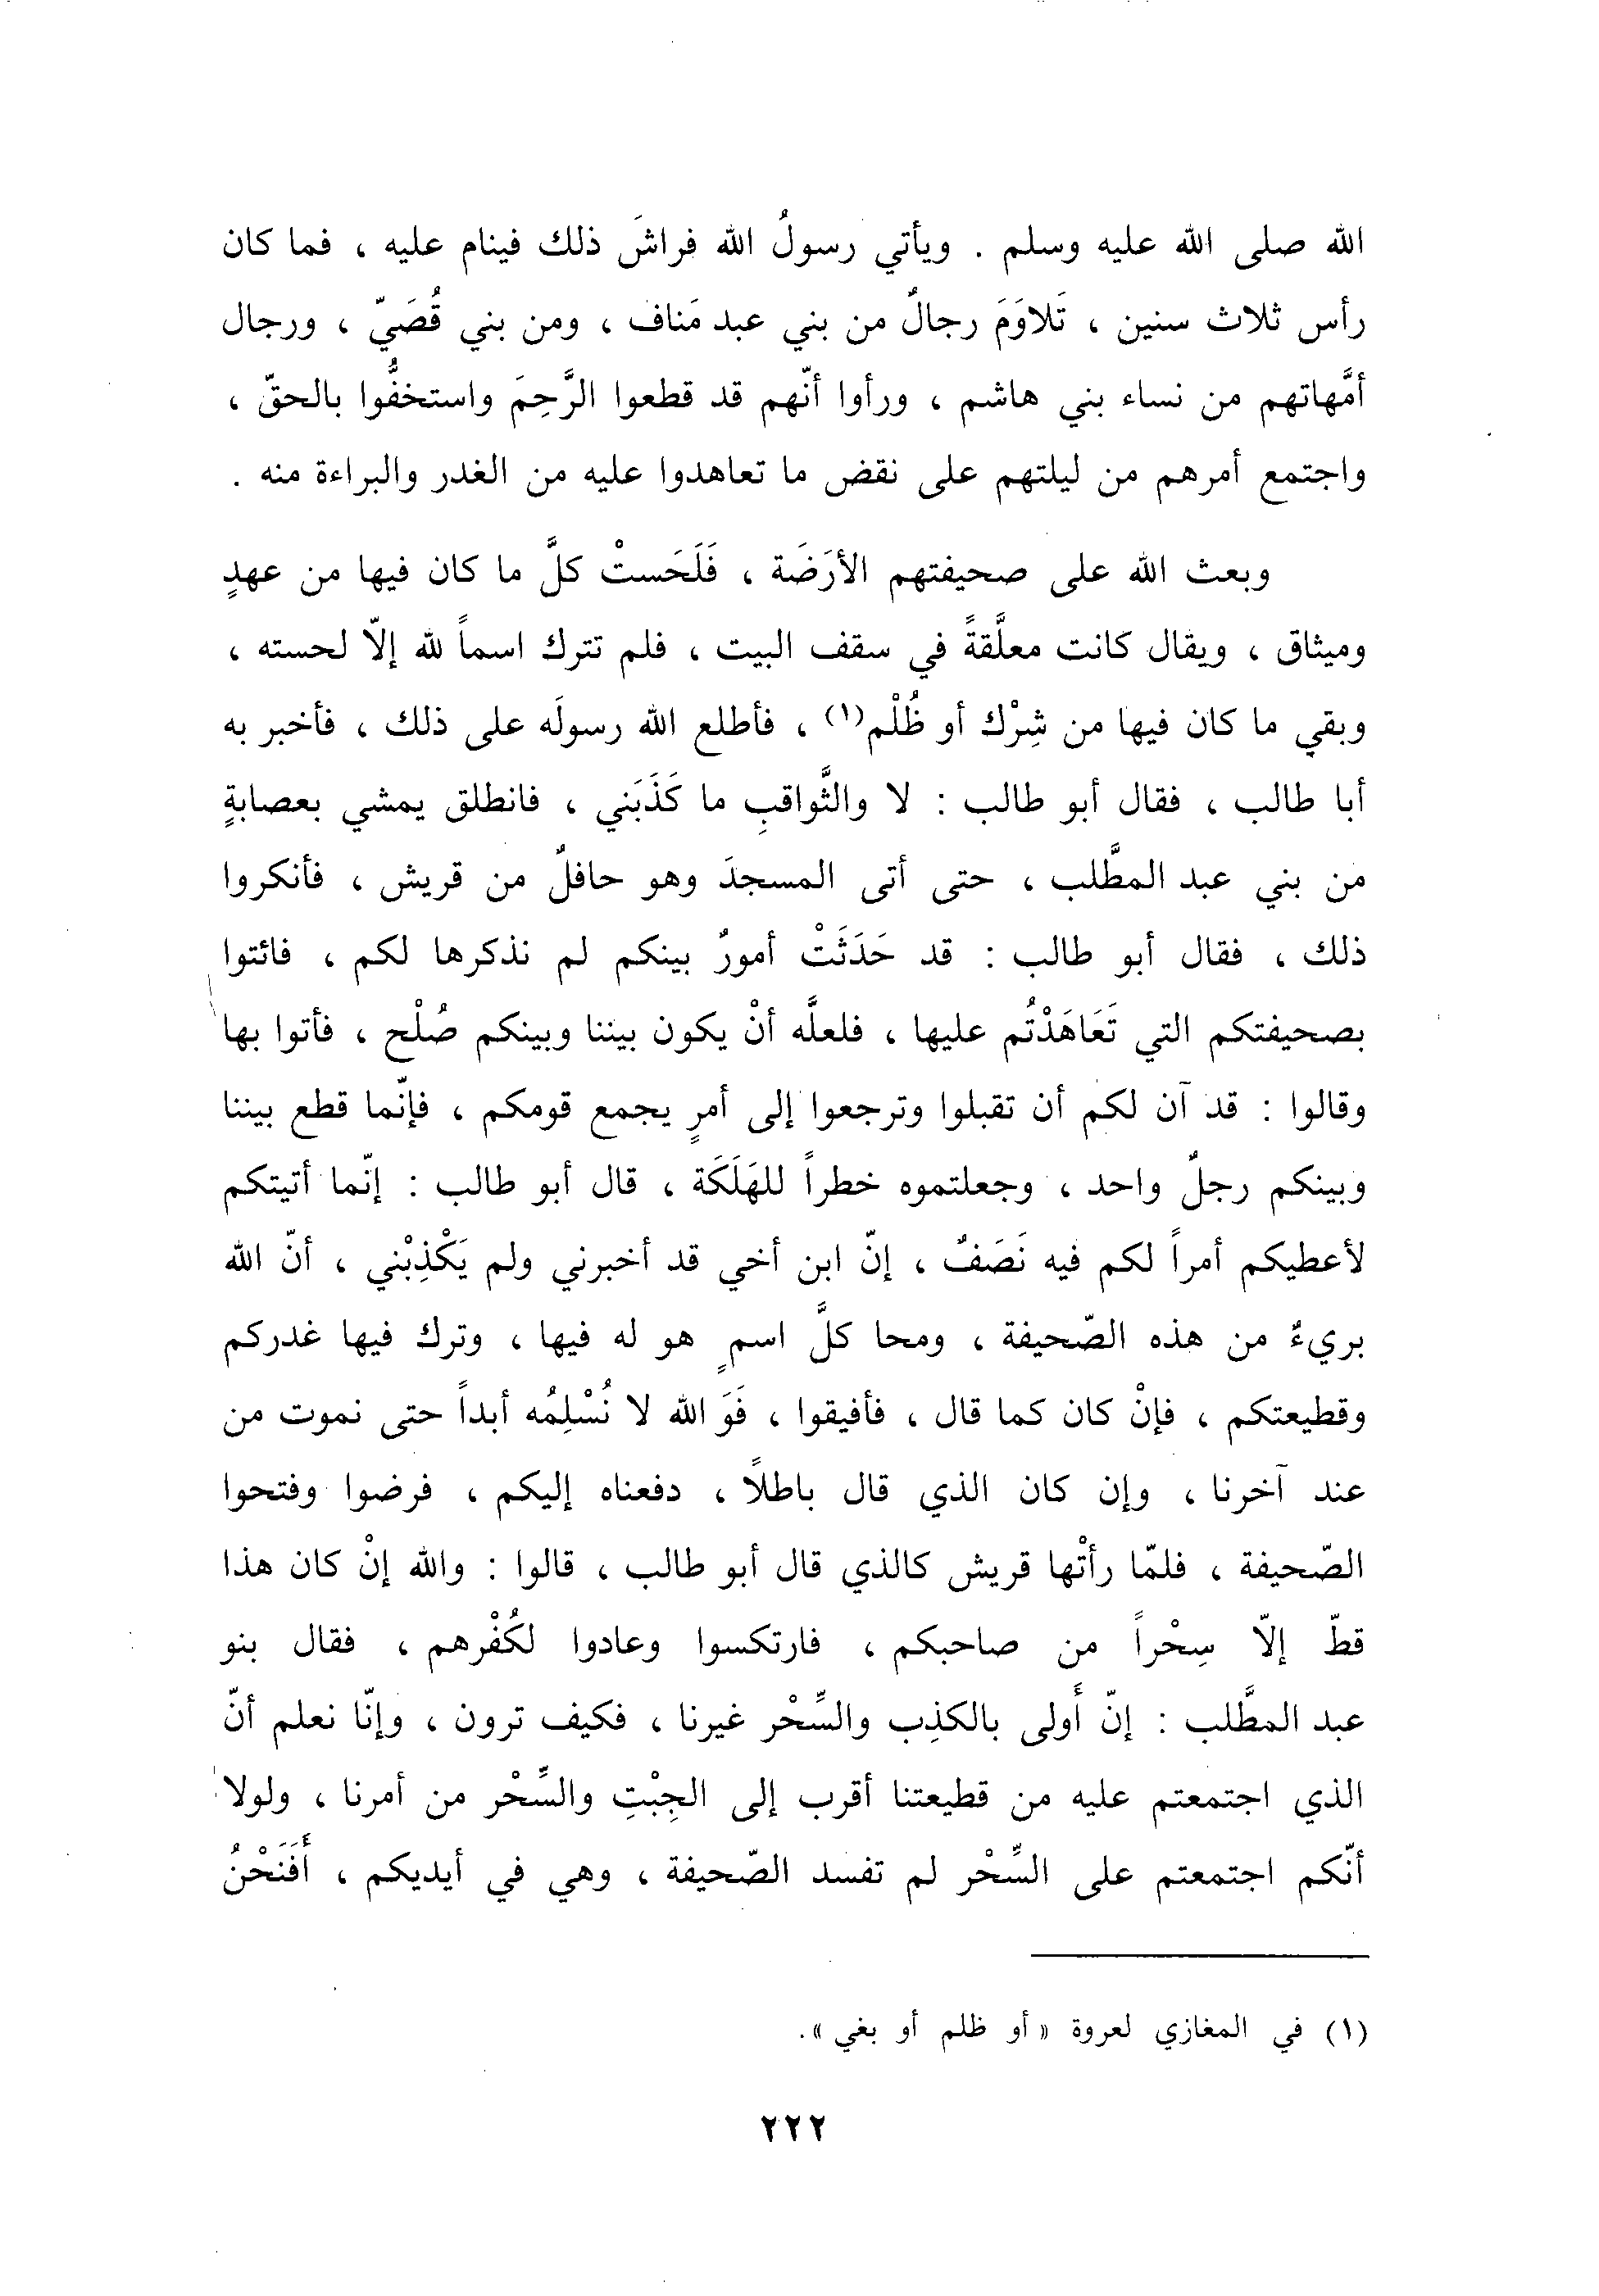 الله صلى الله عليه وسلم . ويأتي رسولُ الله فراشَ ذلك فينام عليه ، فما كان
رأس ثلاث سنين ، تَلاوَمَ رجالٌ من بني عبد مَناف ، ومن بني قُصَيّ ، ورجال
أمَّهاتهم من نساء بني هاشم ، ورأوا أنّهم قد قطعوا الرَّحِمَ واستخفُّوا بالحقّ ،
واجتمع أمرهم من ليلتهم على نقض ما تعاهدوا عليه من الغدر والبراءة منه .
وبعث الله على صحيفتهم الأرَضَة ، فَلَحَستْ كلَّ ما كان فيها من عهدٍ
وميثاق ، ويقال كانت معلَّقةً في سقف البيت ، فلم تترك اسماً لله إلاّ لحسته ،
وبقي ما كان فيها من شِرْك أو ظُلْم(١) ، فأطلع الله رسولَه على ذلك ، فأخبر به
أبا طالب ، فقال أبو طالب : لا والثَّواقبِ ما كَذَبَني ، فانطلق يمشي بعصابةٍ
من بني عبد المطَّلب ، حتى أتى المسجدَ وهو حافلٌ من قريش ، فأنكروا
ذلك ، فقال أبو طالب : قد حَدَثَتْ أمورٌ بينكم لم نذكرها لكم ، فائتوا
بصحيفتكم التي تَعَاهَدْتُم عليها ، فلعلَّه أنْ يكون بيننا وبينكم صُلْح ، فأتوا بها
وقالوا : قد آن لكم أن تقبلوا وترجعوا إلى أمرٍ يجمع قومكم ، فإنّما قطع بيننا
وبينكم رجلٌ واحد ، وجعلتموه خطراً للهَلَكَة ، قال أبو طالب : إنّما أتيتكم
لأعطيكم أمراً لكم فيه نَصَفٌ ، إنّ ابن أخي قد أخبرني ولم يَكْذِبْني ، أنّ الله
بريءٌ من هذه الصّحيفة ، ومحا كلَّ اسمٍ هو له فيها ، وترك فيها غدركم
وقطيعتكم ، فإنْ كان كما قال ، فأفيقوا ، فَوَ الله لا نُسْلِمُه أبداً حتى نموت من
عند آخرنا ، وإن كان الذي قال باطلاً ، دفعناه إليكم ، فرضوا وفتحوا
الصّحيفة ، فلمّا رأتْها قريش كالذي قال أبو طالب ، قالوا : والله إنْ كان هذا
قطّ إلاّ سِحْراً من صاحبكم ، فارتكسوا وعادوا لكُفْرهم ، فقال بنو
عبد المطَّلب : إنّ أَولى بالكذِب والسِّحْر غيرنا ، فكيف ترون ، وإنّا نعلم أنّ
الذي اجتمعتم عليه من قطيعتنا أقرب إلى الجِبْتِ والسِّحْر من أمرنا ، ولولا
أنّكم اجتمعتم على السِّحْر لم تفسد الصّحيفة ، وهي في أيديكم ، أَفَنَحْنُ
(١) في المغازي لعروة «أو ظلم أو بغي».
٢٢٢